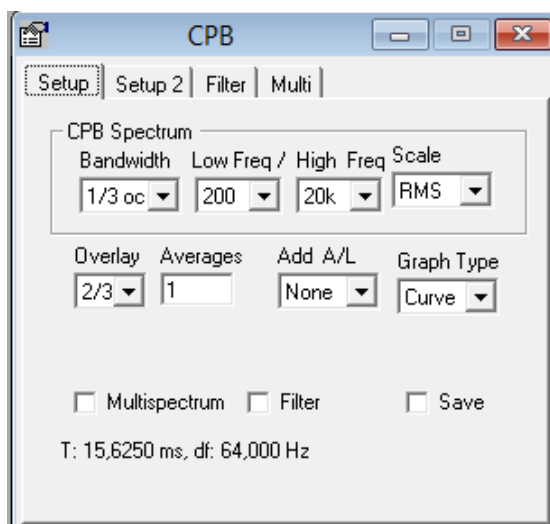 CPB
Setup Setup 2 Filter Multi
CPB Spectrum
Bandwidth Low Freq / High Freq Scale
1/3 oc 200 20k RMS
Overlay Averages Add A/L Graph Type
2/3 1 None Curve
Multispectrum Filter Save
T: 15,6250 ms, df: 64,000 Hz